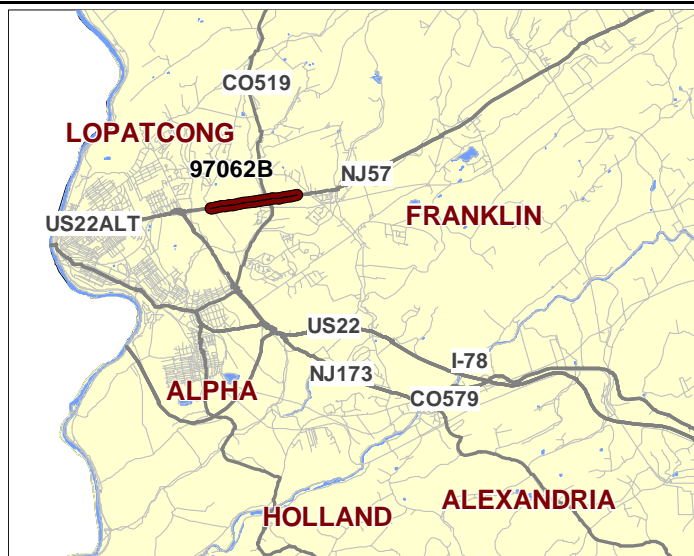 CO519
LOPATCONG
97062B
NJ57
FRANKLIN
US22ALT
US22
I-78
NJ173
ALPHA
CO579
ALEXANDRIA
HOLLAND